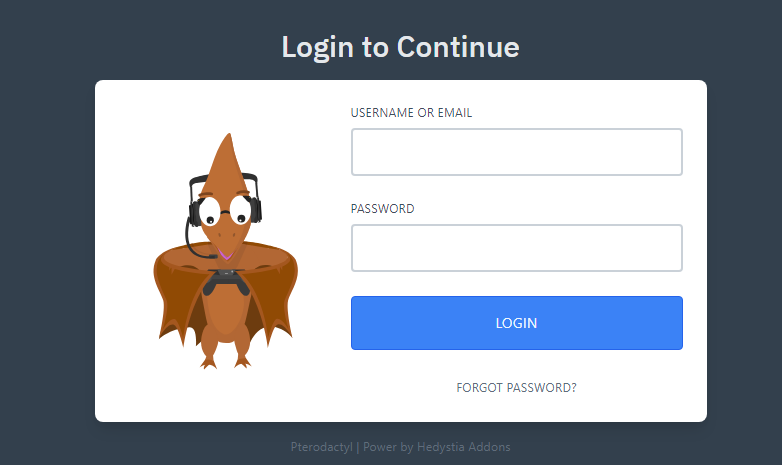 Login to Continue
USERNAME OR EMAIL
PASSWORD
LOGIN
FORGOT PASSWORD?
Pterodactyl | Power by Hedystia Addons